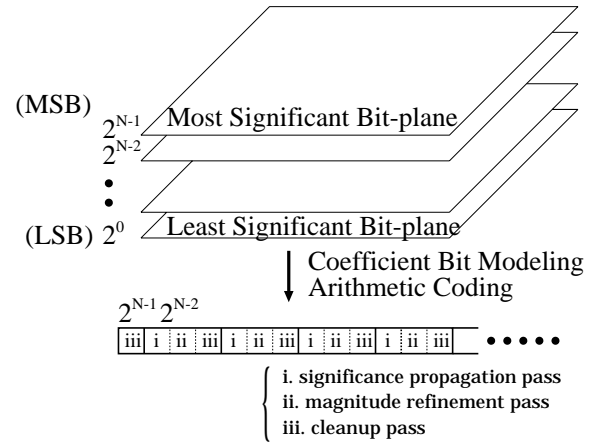 (MSB)
Most Significant Bit-plane
2^N-1
2^N-2
(LSB) 2^0 Least Significant Bit-plane
Coefficient Bit Modeling
Arithmetic Coding
2^N-1 2^N-2
iii i ii iii i ii iii i ii iii i ii iii
i. significance propagation pass
ii. magnitude refinement pass
iii. cleanup pass